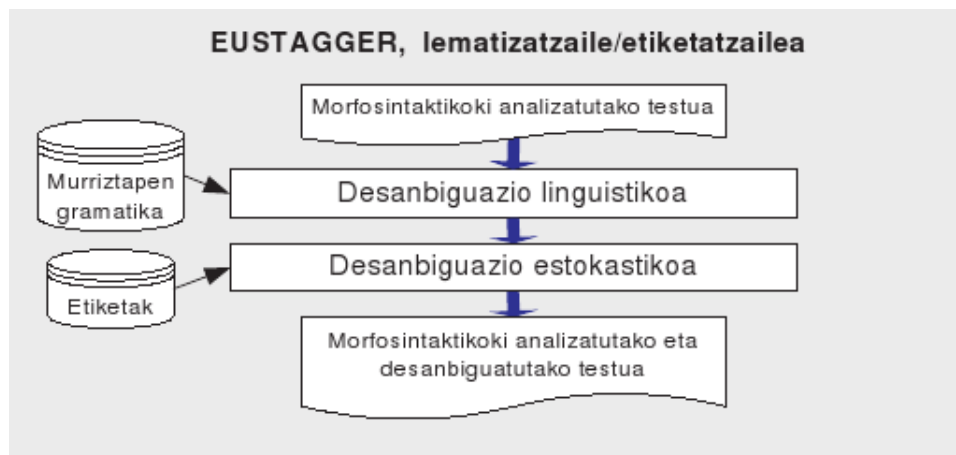 EUSTAGGER, lematizatzaile/etiketatzailea
Morfosintaktikoki analizatutako testua
Murriztapen
gramatika
Desanbiguazio linguistikoa
Desanbiguazio estokastikoa
Etiketak
Morfosintaktikoki analizatutako eta
desanbiguatutako testua